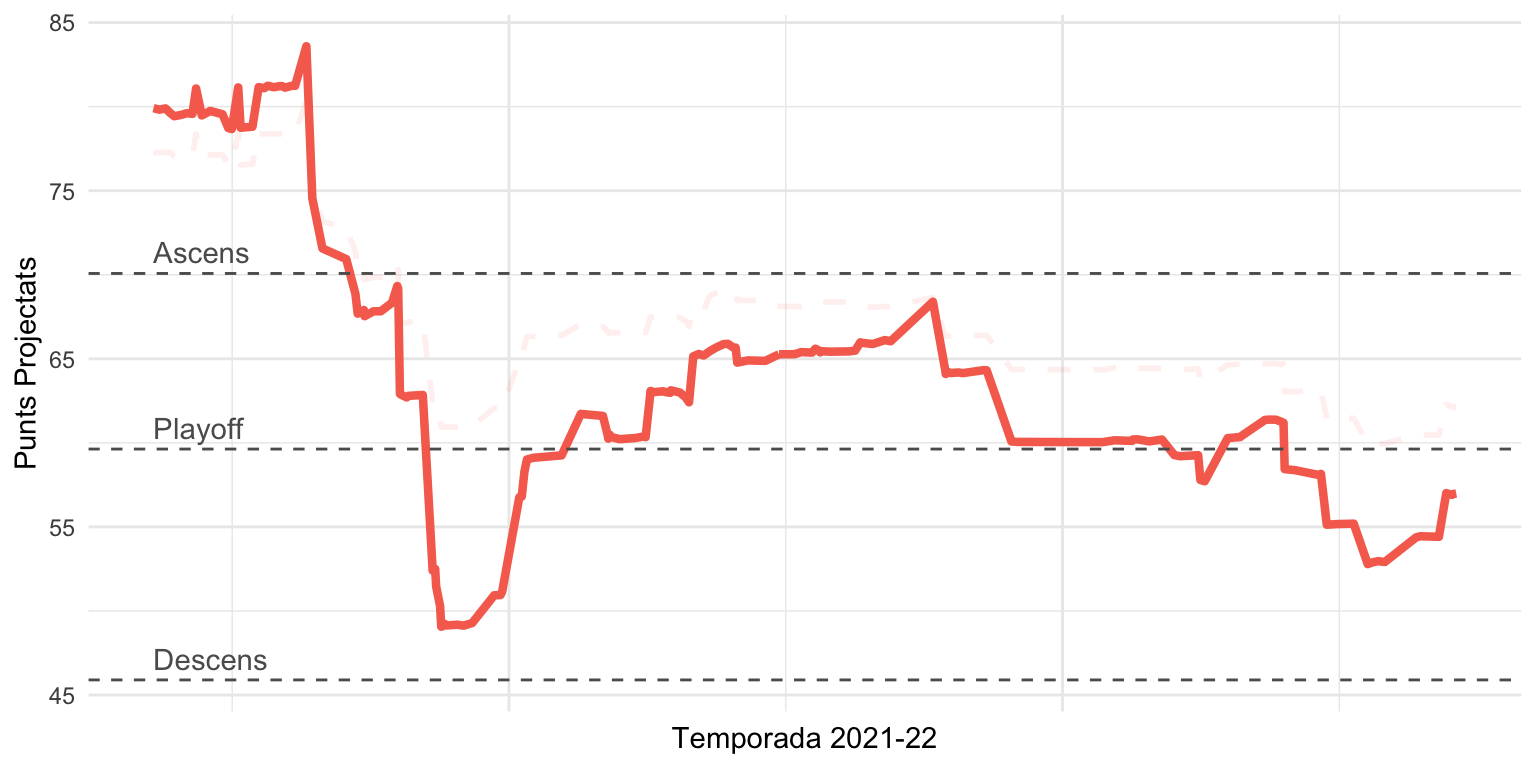 85
75
65
55
45
Punts Projectats
Ascens
Playoff
Descens
Temporada 2021-22